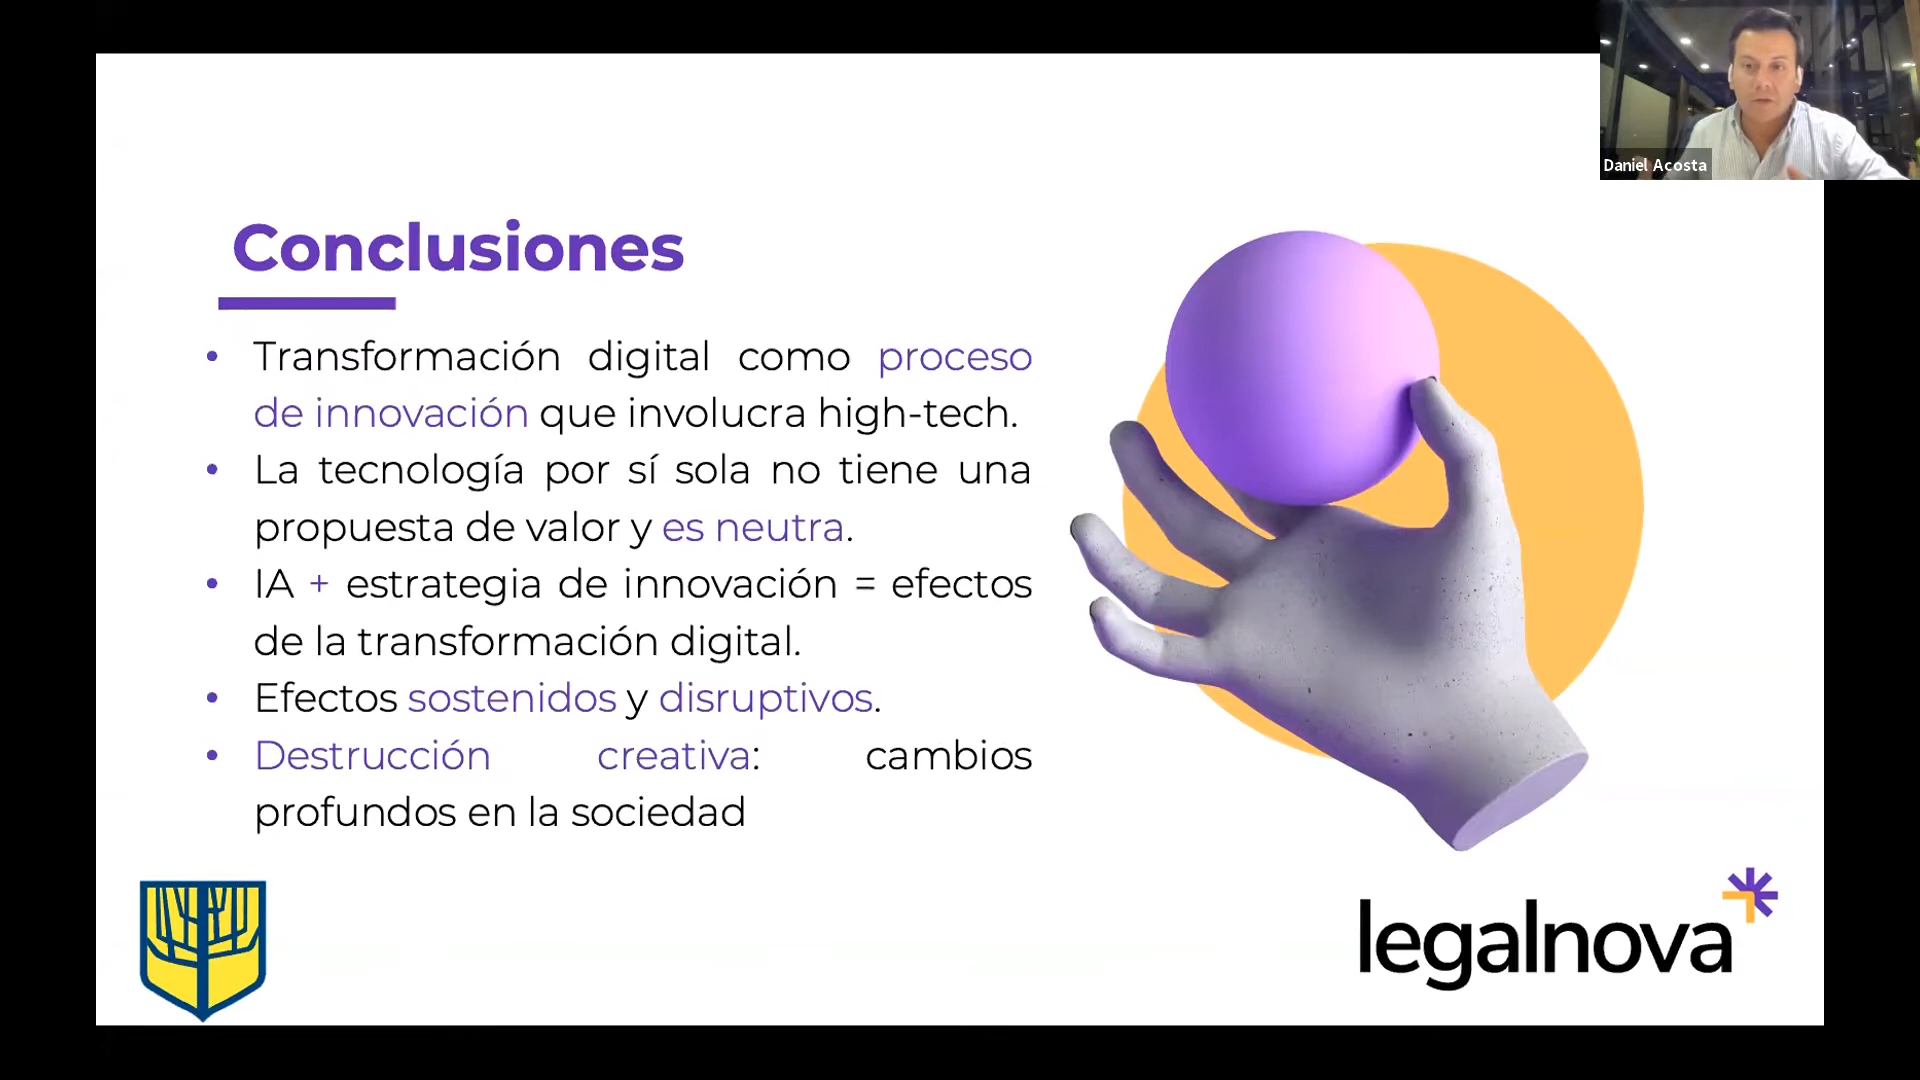 Daniel Acosta
Conclusiones
• Transformación digital como proceso
de innovación que involucra high-tech.
• La tecnología por sí sola no tiene una
propuesta de valor y es neutra.
• IA + estrategia de innovación = efectos
de la transformación digital.
• Efectos sostenidos y disruptivos.
• Destrucción creativa: cambios
profundos en la sociedad
legalnova